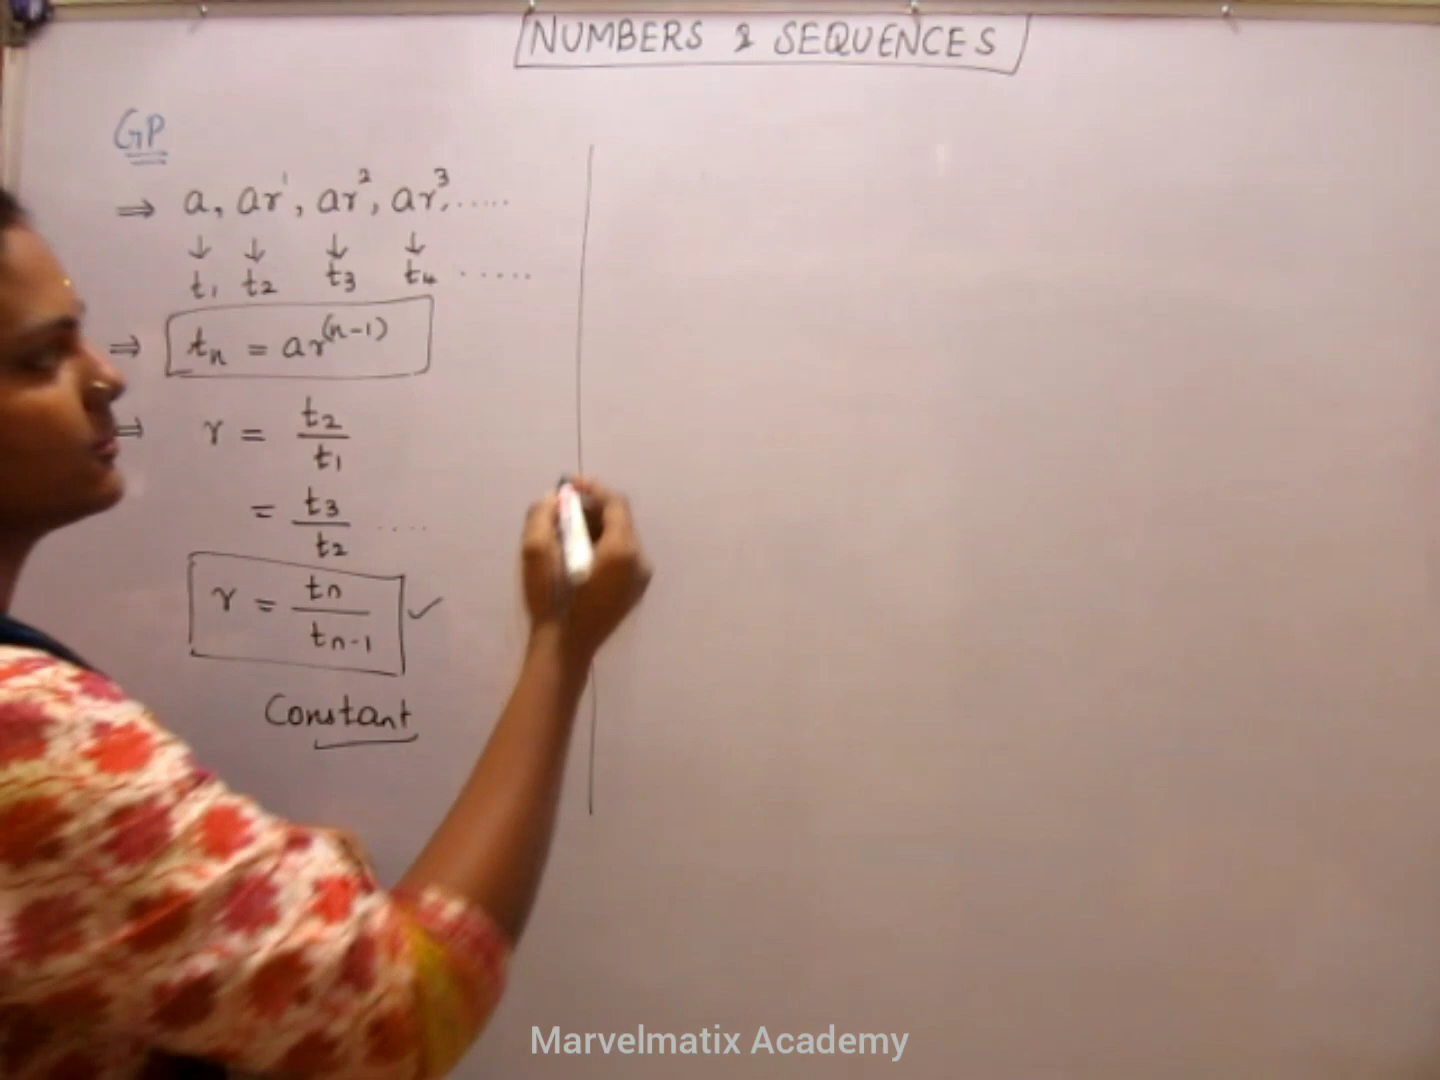 NUMBERS & SEQUENCES
GP
⇒ a, ar¹, ar², ar³, .....
↓ ↓ ↓ ↓
t₁ t₂ t₃ t₄ .....
⇒ tₙ = ar⁽ⁿ⁻¹⁾
⇒ r = t₂/t₁
= t₃/t₂ ....
r = tₙ/tₙ₋₁ ✓
Constant
Marvelmatix Academy